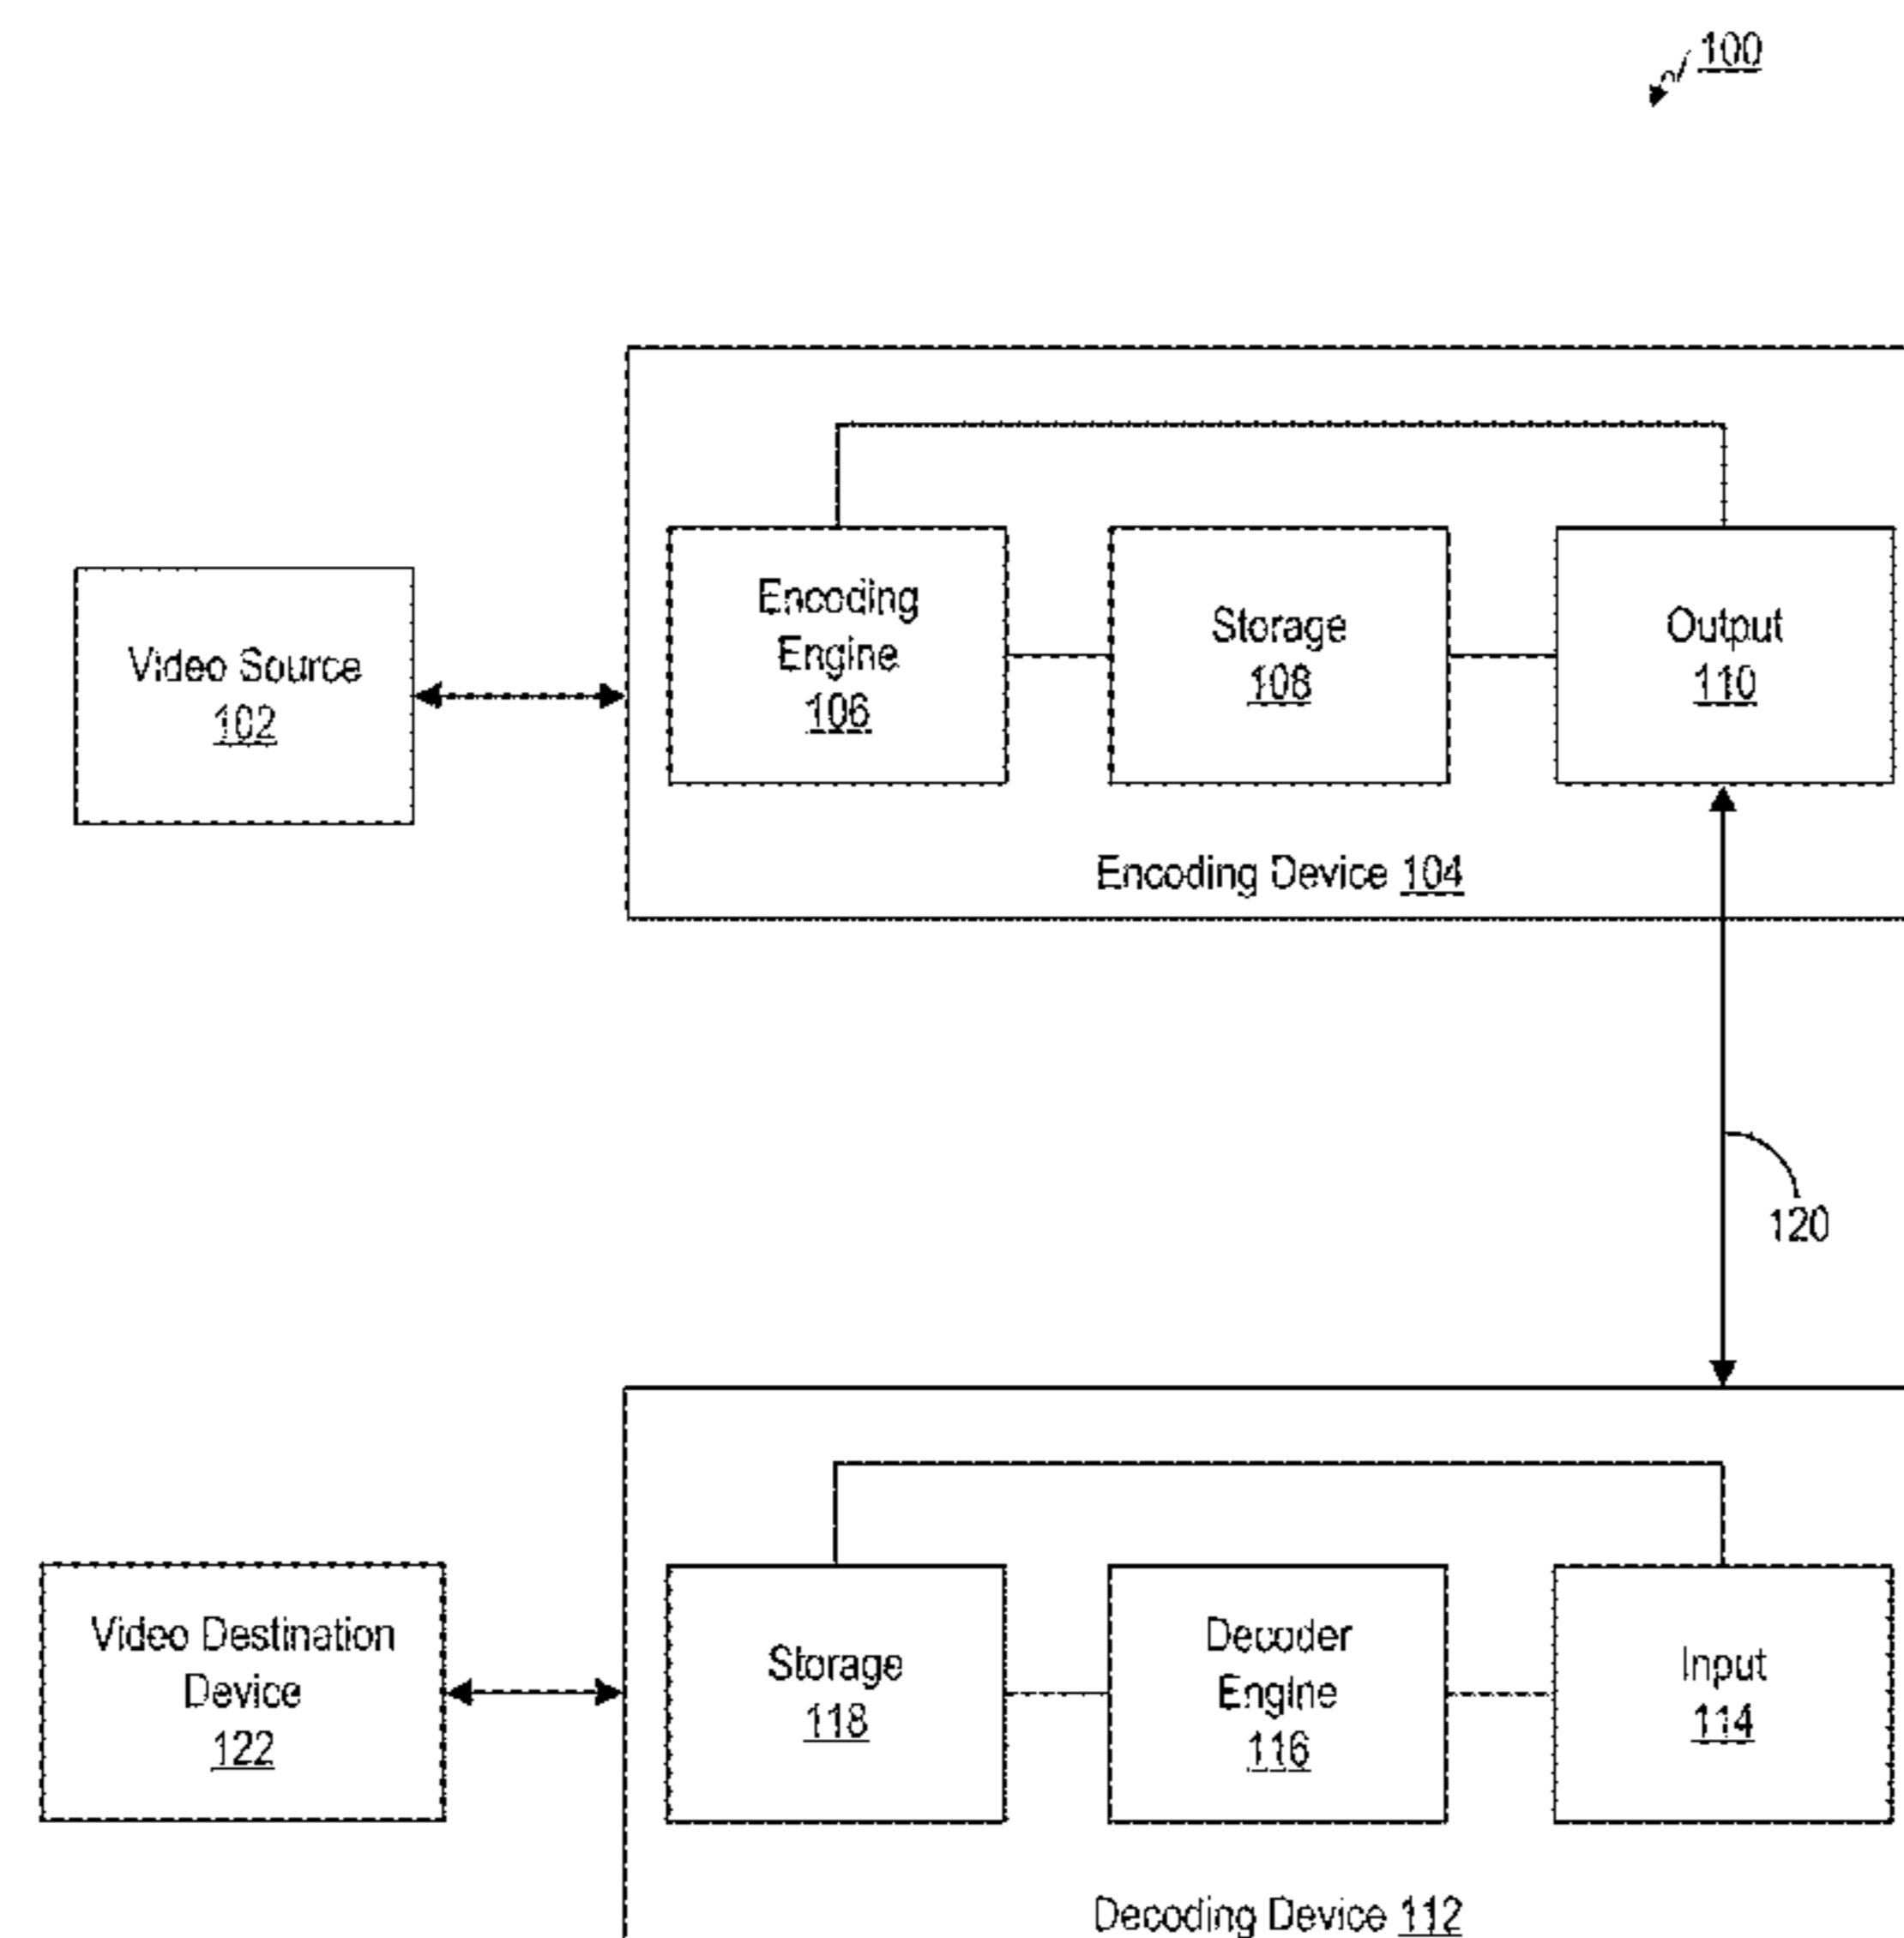 100
Encoding
Engine
106
Storage
108
Output
110
Video Source
102
Encoding Device 104
120
Video Destination
Device
122
Storage
118
Decoder
Engine
116
Input
114
Decoding Device 112